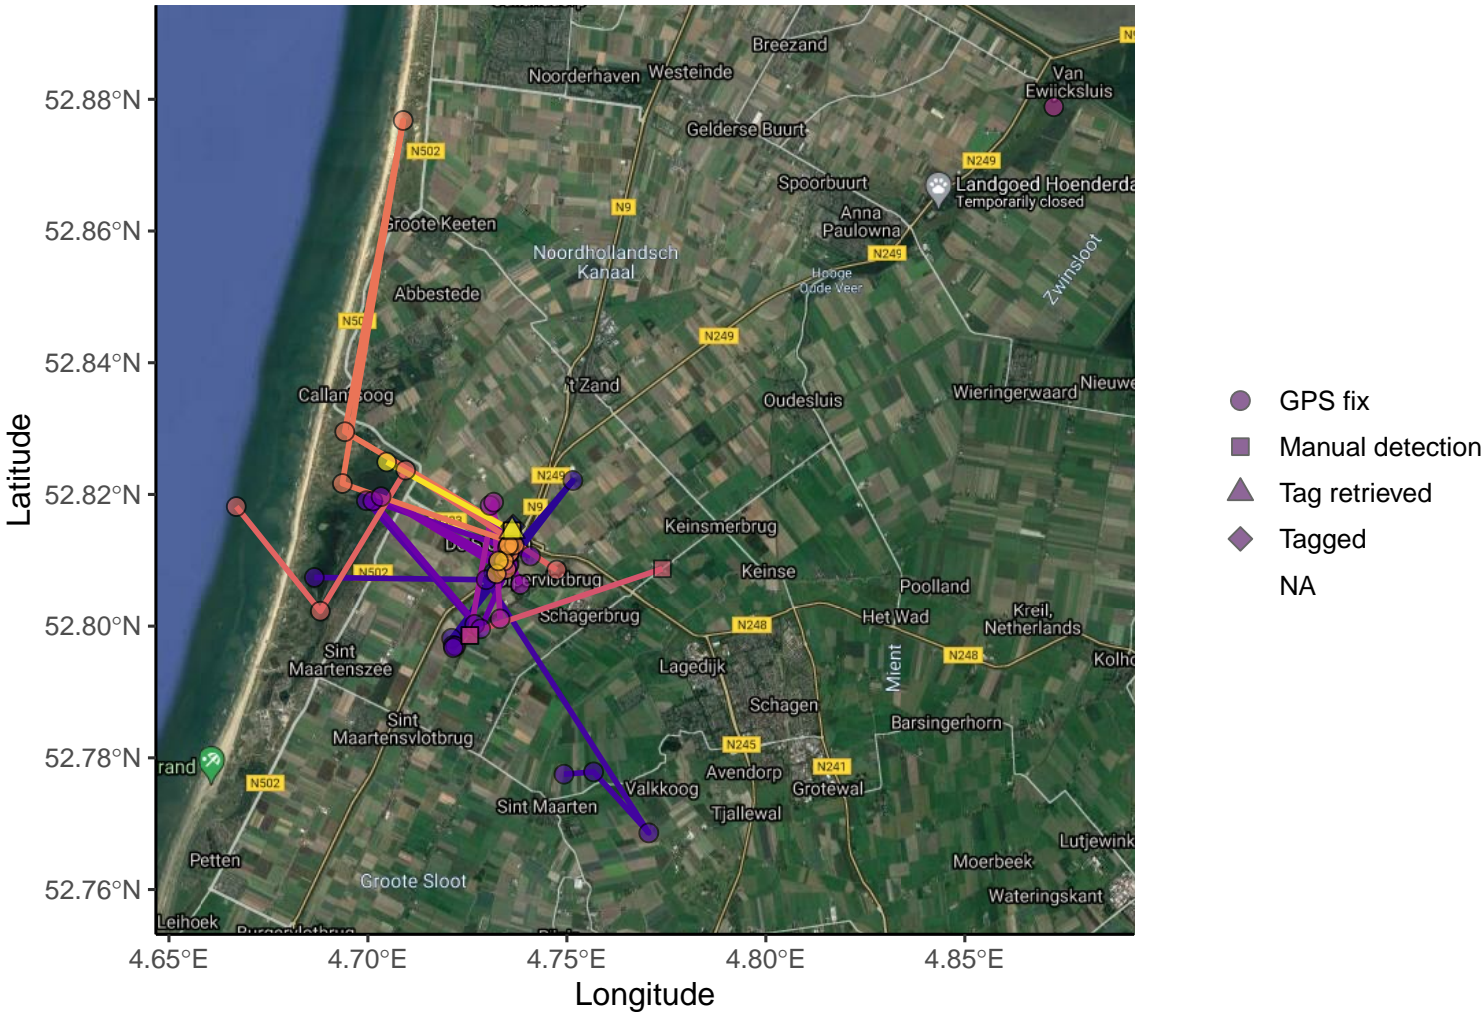 52.88°N
52.86°N
52.84°N
52.82°N
52.80°N
52.78°N
52.76°N
4.65°E
4.70°E
4.75°E
4.80°E
4.85°E
Latitude
Longitude
Breezand
Van
Ewijcksluis
Noorderhaven
Westeinde
Gelderse Buurt
N502
N249
Spoorbuurt
Landgoed Hoenderda
Temporarily closed
N9
Anna
Paulowna
Groote Keeten
N249
Noordhollandsch
Kanaal
Hooge
Oude Veer
Zwinsloot
Abbestede
N249
't Zand
Callantsoog
Oudesluis
Wieringerwaard
Nieuwe
N249
N9
Keinsmerbrug
N502
Keinse
Poolland
Schagerbrug
Het Wad
Kreil,
Netherlands
N248
N248
Mient
Sint
Maartenszee
Lagedijk
Kolho
Schagen
Sint
Maartensvlotbrug
Barsingerhorn
N245
rand
N502
Avendorp
N241
Valkkoog
Grotewal
Sint Maarten
Tjallewal
Lutjewink
Petten
Moerbeek
Groote Sloot
Wateringskant
Leihoek
Burgervlotbrug
GPS fix
Manual detection
Tag retrieved
Tagged
NA